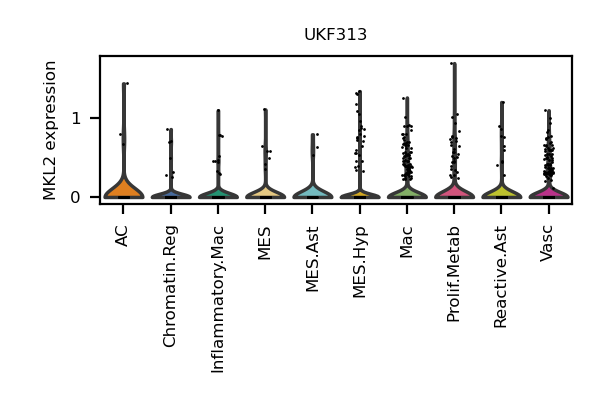 UKF313
MKL2 expression
1
0
AC
Chromatin.Reg
Inflammatory.Mac
MES
MES.Ast
MES.Hyp
Mac
Prolif.Metab
Reactive.Ast
Vasc